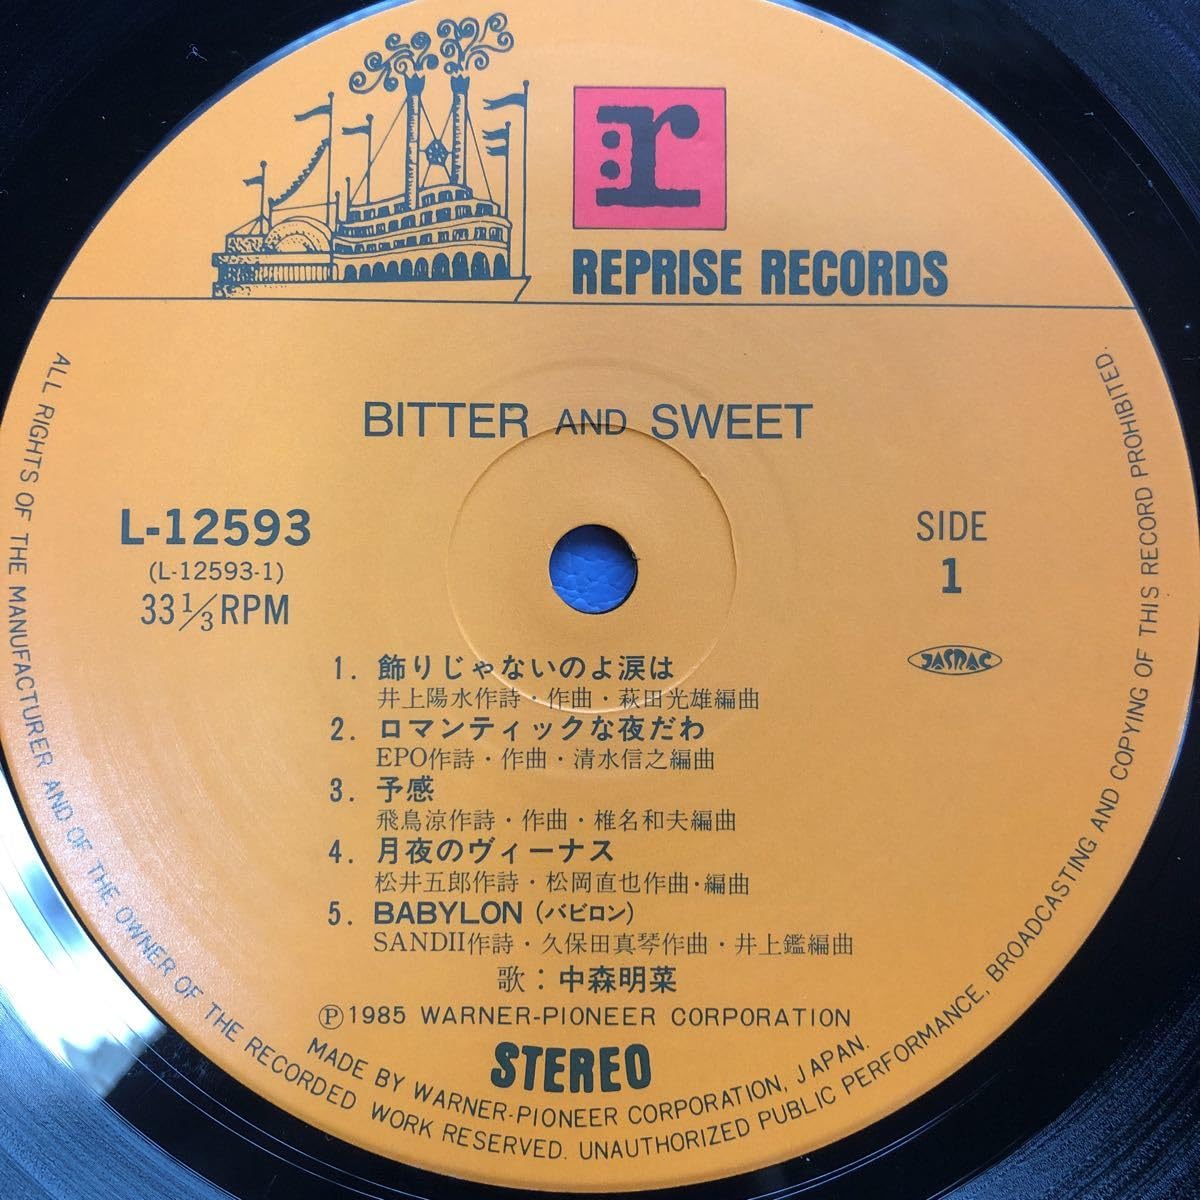 r
REPRISE RECORDS
BITTER AND SWEET
L-12593
(L-12593-1)
33 1/3 RPM
SIDE
1
JASRAC
1. 飾りじゃないのよ涙は
井上陽水作詩・作曲・萩田光雄編曲
2. ロマンティックな夜だわ
EPO作詩・作曲・清水信之編曲
3. 予感
飛鳥涼作詩・作曲・椎名和夫編曲
4. 月夜のヴィーナス
松井五郎作詩・松岡直也作曲・編曲
5. BABYLON (バビロン)
SANDII作詩・久保田真琴作曲・井上鑑編曲
歌：中森明菜
Ⓟ1985 WARNER-PIONEER CORPORATION
STEREO
MADE BY WARNER-PIONEER CORPORATION, JAPAN.
ALL RIGHTS OF THE MANUFACTURER AND OF THE OWNER OF THE RECORDED WORK RESERVED. UNAUTHORIZED PUBLIC PERFORMANCE, BROADCASTING AND COPYING OF THIS RECORD PROHIBITED.